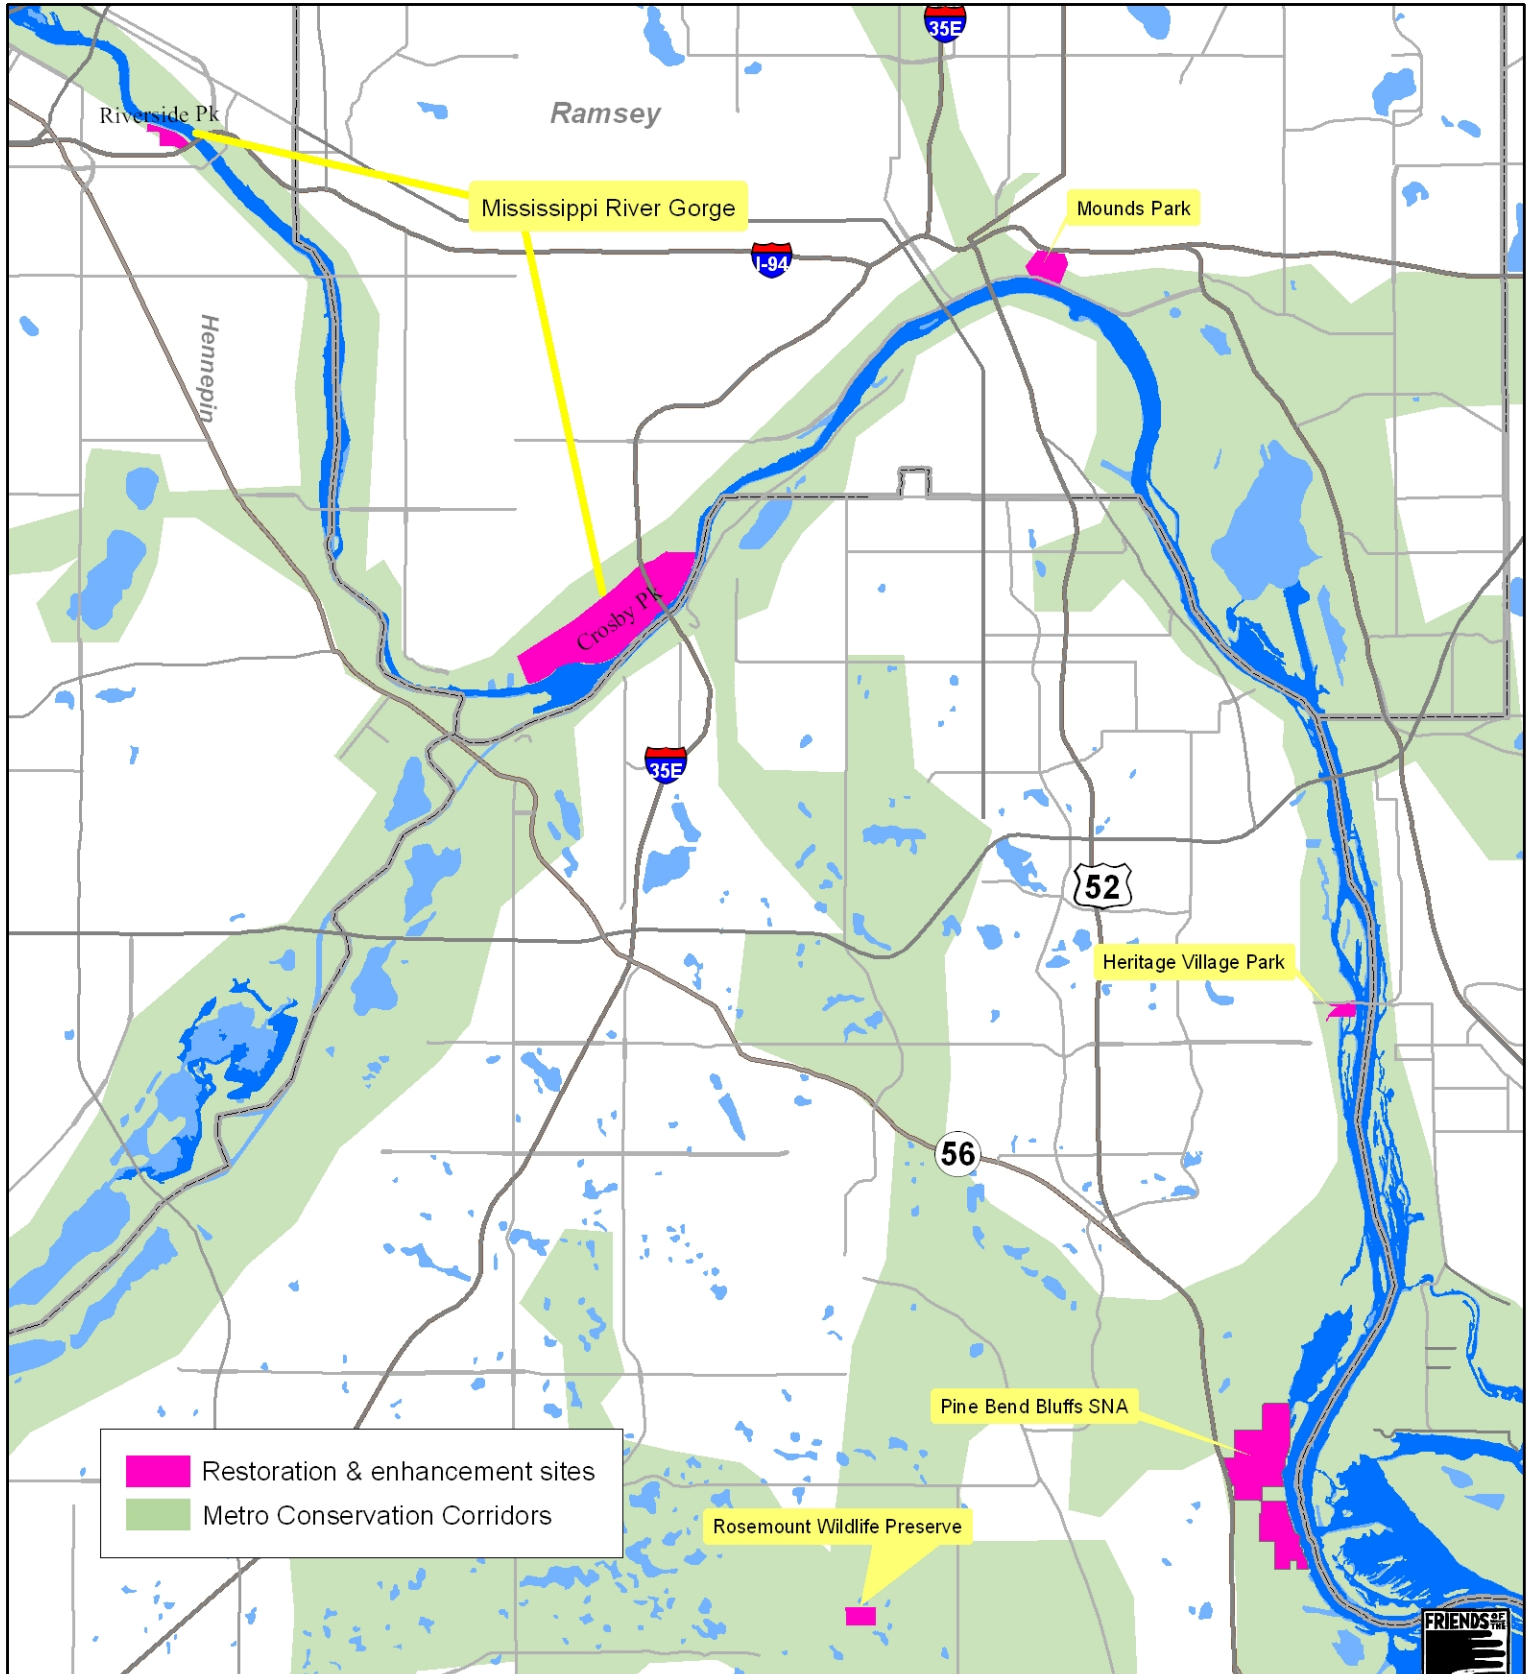 35E
Riverside Pk
Ramsey
Mississippi River Gorge
Mounds Park
I-94
Hennepin
Crosby Pk
35E
52
Heritage Village Park
56
Pine Bend Bluffs SNA
Restoration & enhancement sites
Metro Conservation Corridors
Rosemount Wildlife Preserve
FRIENDS OF THE